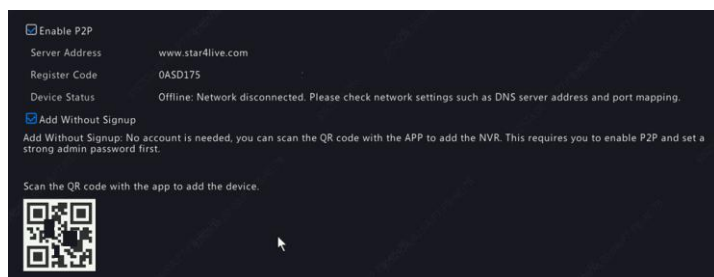 Enable P2P
Server Address www.star4live.com
Register Code 0ASD175
Device Status Offline: Network disconnected. Please check network settings such as DNS server address and port mapping.
Add Without Signup
Add Without Signup: No account is needed, you can scan the QR code with the APP to add the NVR. This requires you to enable P2P and set a
strong admin password first.
Scan the QR code with the app to add the device.